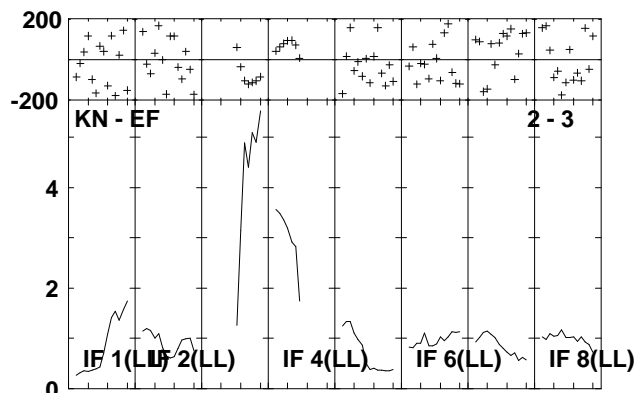 200
-200
KN - EF 2 - 3
4
2
0
IF 1(LL) IF 2(LL) IF 4(LL) IF 6(LL) IF 8(LL)